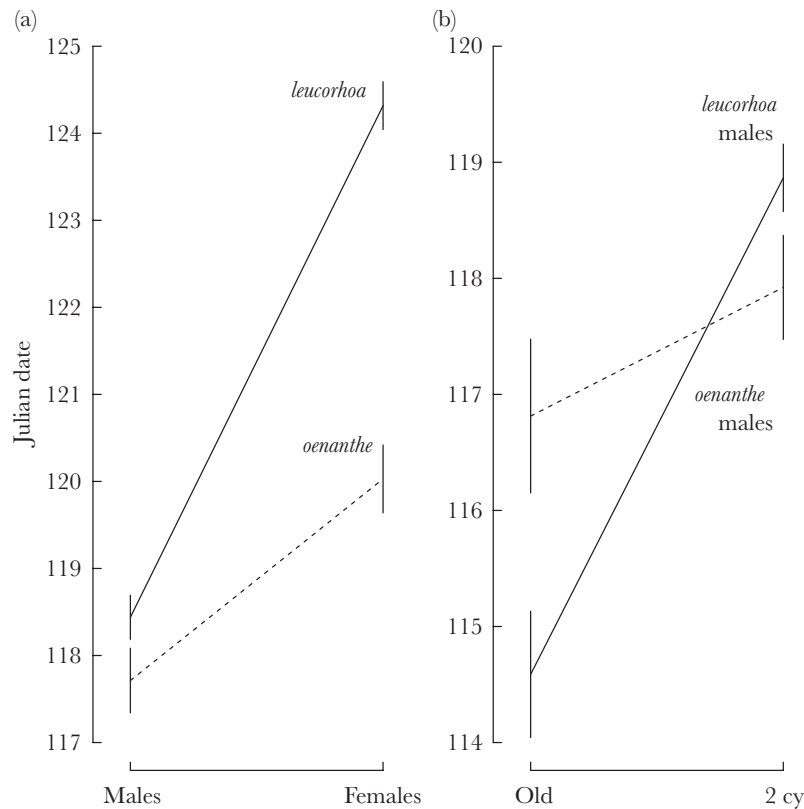 (a)
125
124
123
122
121
120
119
118
117
Julian date
leucorhoa
oenanthe
Males
Females
(b)
120
119
118
117
116
115
114
leucorhoa
males
oenanthe
males
Old
2 cy